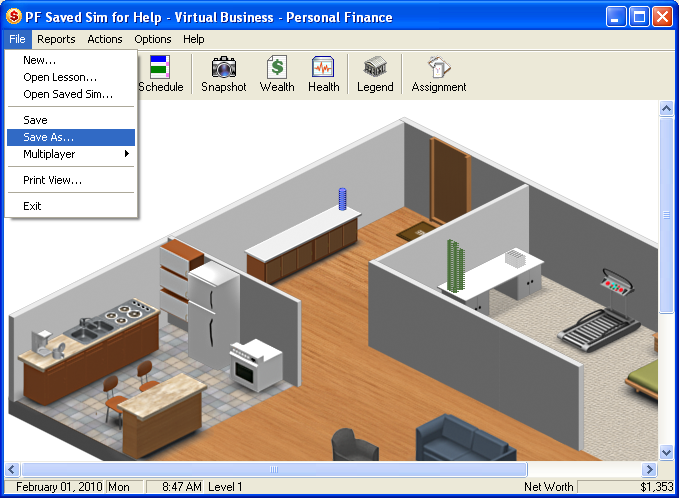 PF Saved Sim for Help - Virtual Business - Personal Finance
File Reports Actions Options Help
New...
Open Lesson...
Open Saved Sim...
Save
Save As...
Multiplayer
Print View...
Exit
Schedule Snapshot Wealth Health Legend Assignment
February 01, 2010 Mon 8:47 AM Level 1 Net Worth $1,353